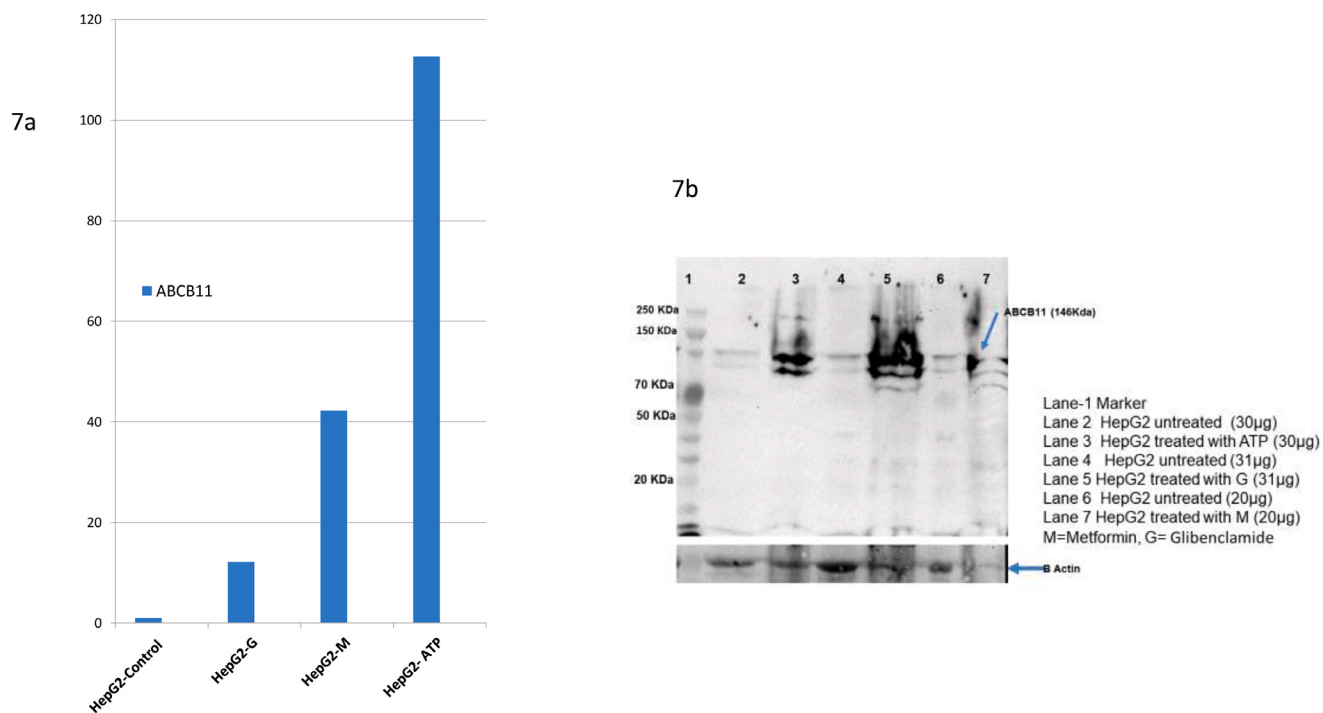 7a
120
100
80
60
40
20
0
ABCB11
HepG2-Control
HepG2-G
HepG2-M
HepG2- ATP
7b
1 2 3 4 5 6 7
250 KDa
150 KDa
70 KDa
50 KDa
20 KDa
ABCB11 (146Kda)
B Actin
Lane-1 Marker
Lane 2 HepG2 untreated (30µg)
Lane 3 HepG2 treated with ATP (30µg)
Lane 4 HepG2 untreated (31µg)
Lane 5 HepG2 treated with G (31µg)
Lane 6 HepG2 untreated (20µg)
Lane 7 HepG2 treated with M (20µg)
M=Metformin, G= Glibenclamide